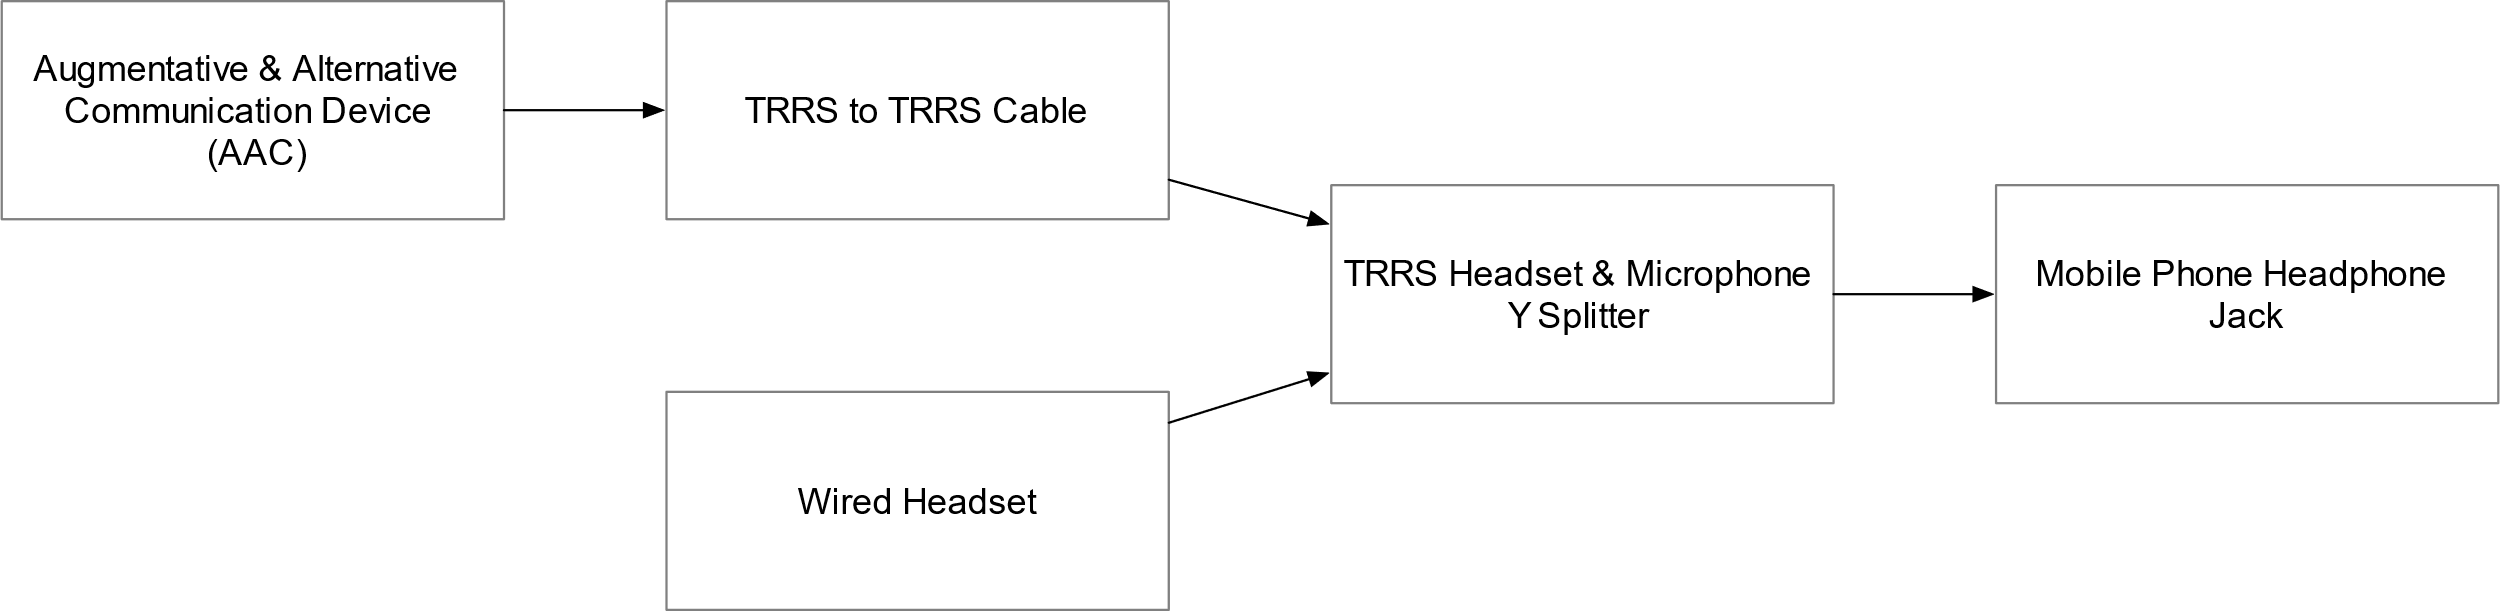 Augmentative & Alternative
Communication Device
(AAC)
TRRS to TRRS Cable
Wired Headset
TRRS Headset & Microphone
Y Splitter
Mobile Phone Headphone
Jack